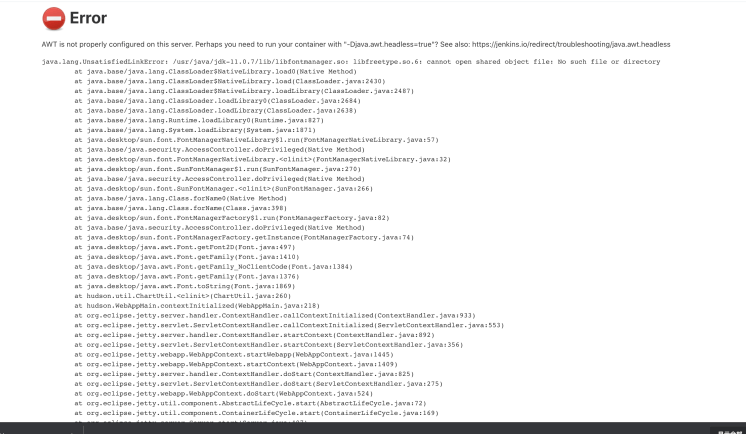 Error
AWT is not properly configured on this server. Perhaps you need to run your container with "-Djava.awt.headless=true"? See also: https://jenkins.io/redirect/troubleshooting/java.awt.headless
java.lang.UnsatisfiedLinkError: /usr/java/jdk-11.0.7/lib/libfontmanager.so: libfreetype.so.6: cannot open shared object file: No such file or directory
at java.base/java.lang.ClassLoader$NativeLibrary.load0(Native Method)
at java.base/java.lang.ClassLoader$NativeLibrary.load(ClassLoader.java:2430)
at java.base/java.lang.ClassLoader$NativeLibrary.loadLibrary(ClassLoader.java:2487)
at java.base/java.lang.ClassLoader.loadLibrary0(ClassLoader.java:2684)
at java.base/java.lang.ClassLoader.loadLibrary(ClassLoader.java:2638)
at java.base/java.lang.Runtime.loadLibrary0(Runtime.java:827)
at java.base/java.lang.System.loadLibrary(System.java:1871)
at java.desktop/sun.font.FontManagerNativeLibrary$1.run(FontManagerNativeLibrary.java:57)
at java.base/java.security.AccessController.doPrivileged(Native Method)
at java.desktop/sun.font.FontManagerNativeLibrary.<clinit>(FontManagerNativeLibrary.java:32)
at java.desktop/sun.font.SunFontManager$1.run(SunFontManager.java:270)
at java.base/java.security.AccessController.doPrivileged(Native Method)
at java.desktop/sun.font.SunFontManager.<clinit>(SunFontManager.java:266)
at java.base/java.lang.Class.forName0(Native Method)
at java.base/java.lang.Class.forName(Class.java:398)
at java.desktop/sun.font.FontManagerFactory$1.run(FontManagerFactory.java:82)
at java.base/java.security.AccessController.doPrivileged(Native Method)
at java.desktop/sun.font.FontManagerFactory.getInstance(FontManagerFactory.java:74)
at java.desktop/java.awt.Font.getFont2D(Font.java:497)
at java.desktop/java.awt.Font.getFamily(Font.java:1410)
at java.desktop/java.awt.Font.getFamily_NoClientCode(Font.java:1384)
at java.desktop/java.awt.Font.getFamily(Font.java:1376)
at java.desktop/java.awt.Font.toString(Font.java:1869)
at hudson.util.ChartUtil.<clinit>(ChartUtil.java:260)
at hudson.WebAppMain.contextInitialized(WebAppMain.java:218)
at org.eclipse.jetty.server.handler.ContextHandler.callContextInitialized(ContextHandler.java:933)
at org.eclipse.jetty.servlet.ServletContextHandler.callContextInitialized(ServletContextHandler.java:553)
at org.eclipse.jetty.server.handler.ContextHandler.startContext(ContextHandler.java:892)
at org.eclipse.jetty.servlet.ServletContextHandler.startContext(ServletContextHandler.java:356)
at org.eclipse.jetty.webapp.WebAppContext.startWebapp(WebAppContext.java:1445)
at org.eclipse.jetty.webapp.WebAppContext.startContext(WebAppContext.java:1409)
at org.eclipse.jetty.server.handler.ContextHandler.doStart(ContextHandler.java:825)
at org.eclipse.jetty.servlet.ServletContextHandler.doStart(ServletContextHandler.java:275)
at org.eclipse.jetty.webapp.WebAppContext.doStart(WebAppContext.java:524)
at org.eclipse.jetty.util.component.AbstractLifeCycle.start(AbstractLifeCycle.java:72)
at org.eclipse.jetty.util.component.ContainerLifeCycle.start(ContainerLifeCycle.java:169)